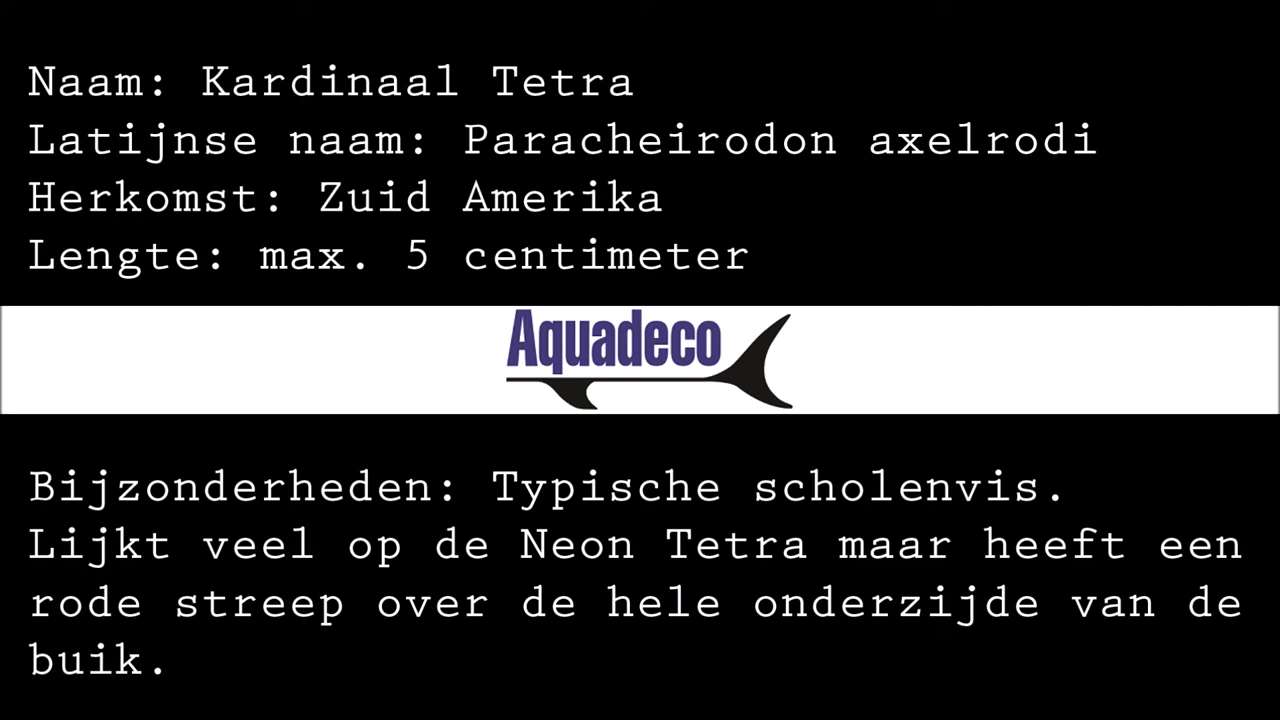 Naam: Kardinaal Tetra
Latijnse naam: Paracheirodon axelrodi
Herkomst: Zuid Amerika
Lengte: max. 5 centimeter
Aquadeco
Bijzonderheden: Typische scholenvis.
Lijkt veel op de Neon Tetra maar heeft een
rode streep over de hele onderzijde van de
buik.